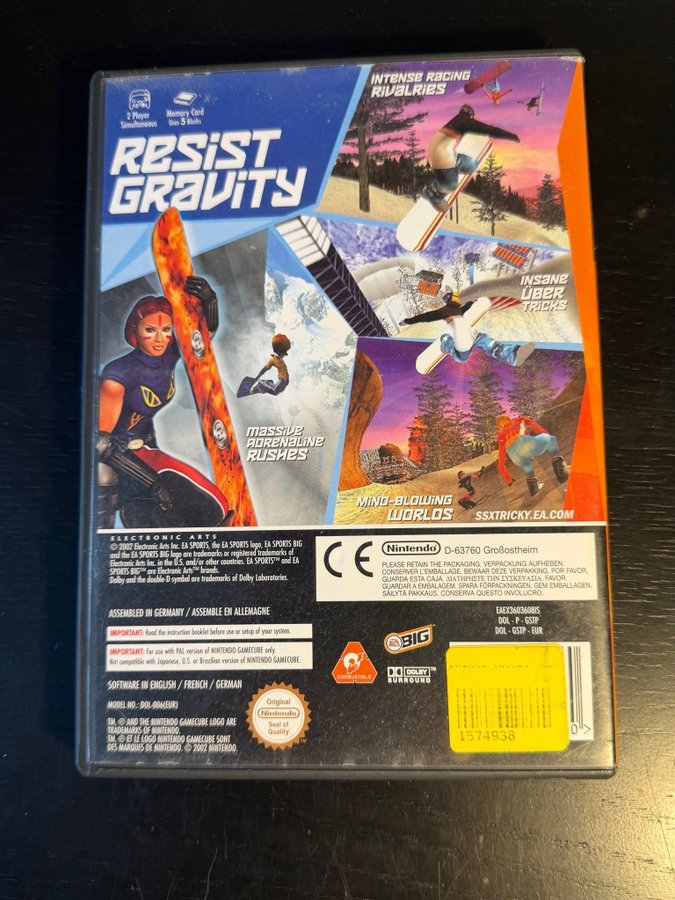 2 Player
Simultaneous
Memory Card
Uses 5 Blocks
RESIST
GRAVITY
INTENSE RACING
RIVALRIES
INSANE
ÜBER
TRICKS
MASSIVE
ADRENALINE
RUSHES
MIND-BLOWING
WORLDS
SSXTRICKY.EA.COM
ELECTRONIC ARTS
© 2002 Electronic Arts Inc. EA SPORTS, the EA SPORTS logo, EA SPORTS BIG
and the EA SPORTS BIG logo are trademarks or registered trademarks of
Electronic Arts Inc. in the U.S. and/or other countries. EA SPORTS™ and EA
SPORTS BIG™ are Electronic Arts™ brands.
Dolby and the double-D symbol are trademarks of Dolby Laboratories.
CE
Nintendo
D-63760 Großostheim
PLEASE RETAIN THE PACKAGING. VERPACKUNG AUFHEBEN.
CONSERVER L'EMBALLAGE. BEWAAR DEZE VERPAKKING. POR FAVOR,
GUARDA ESTA CAJA. ΔΙΑΤΗΡΗΣΤΕ ΤΗΝ ΣΥΣΚΕΥΑΣΙΑ. FAVOR
GUARDAR A EMBALAGEM. SPARA FÖRPACKNINGEN. GEM EMBALLAGEN.
SÄILYTÄ PAKKAUS. CONSERVA QUESTO INVOLUCRO.
ASSEMBLED IN GERMANY / ASSEMBLE EN ALLEMAGNE
EAEX3603608IS
DOL - P - GSTP
DOL - GSTP - EUR
IMPORTANT: Read the instruction booklet before use or setup of your system.
IMPORTANT: For use with PAL version of NINTENDO GAMECUBE only.
Not compatible with Japanese, U.S. or Brazilian version of NINTENDO GAMECUBE.
SOFTWARE IN ENGLISH / FRENCH / GERMAN
MODEL NO.: DOL-006(EUR)
TM, ® AND THE NINTENDO GAMECUBE LOGO ARE
TRADEMARKS OF NINTENDO.
TM, ® ET LE LOGO NINTENDO GAMECUBE SONT
DES MARQUES DE NINTENDO. © 2002 NINTENDO.
Original
Nintendo
Seal of
Quality
COMBUSTIBLE
EA SPORTS
BIG
DOLBY
SURROUND
1574938
0>